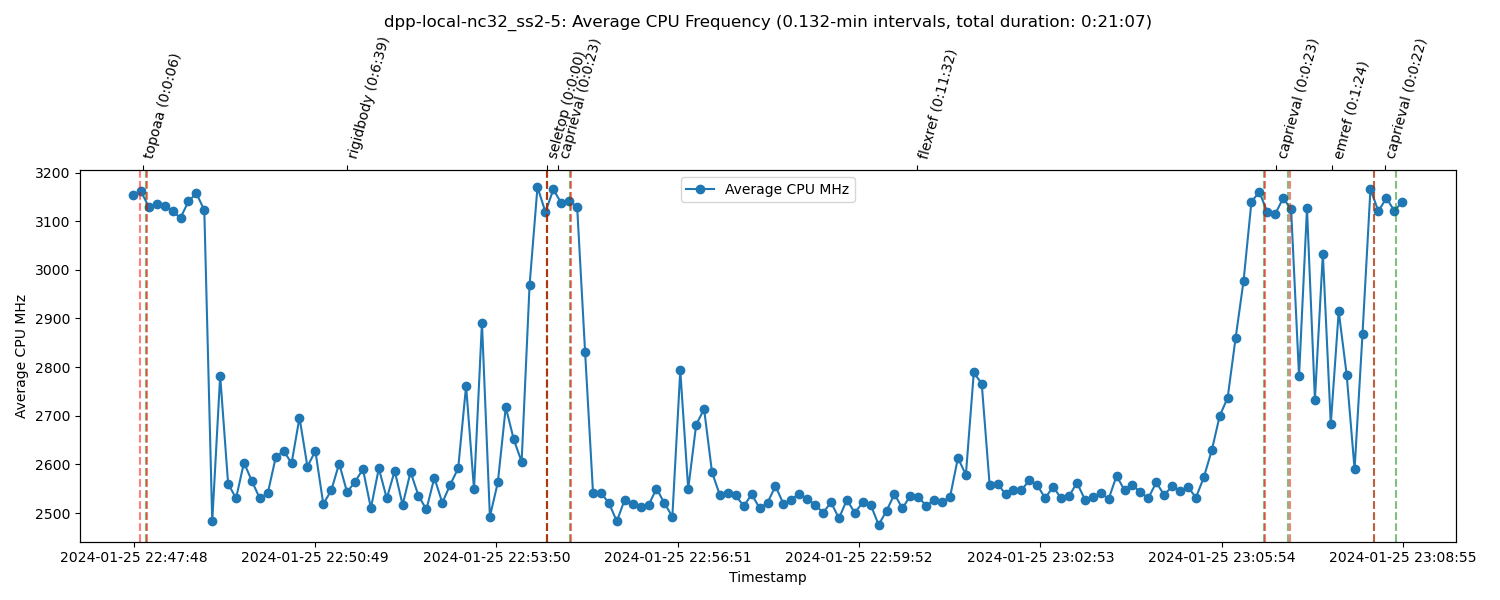 dpp-local-nc32_ss2-5: Average CPU Frequency (0.132-min intervals, total duration: 0:21:07)
topoaa (0:0:06)
rigidbody (0:6:39)
seletop (0:0:00)
caprieval (0:0:23)
flexref (0:11:32)
caprieval (0:0:23)
emref (0:1:24)
caprieval (0:0:22)
Average CPU MHz
3200
3100
3000
2900
2800
2700
2600
2500
Average CPU MHz
2024-01-25 22:47:48
2024-01-25 22:50:49
2024-01-25 22:53:50
2024-01-25 22:56:51
2024-01-25 22:59:52
2024-01-25 23:02:53
2024-01-25 23:05:54
2024-01-25 23:08:55
Timestamp